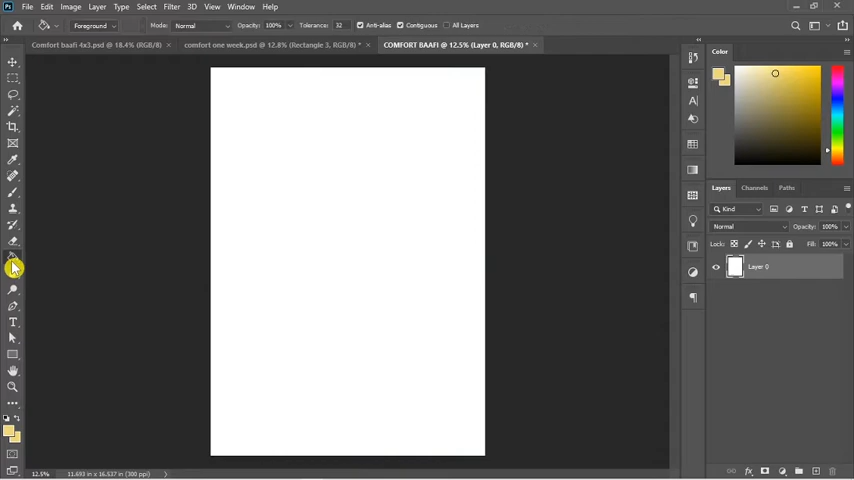 Ps File Edit Image Layer Type Select Filter 3D View Window Help
Foreground Mode: Normal Opacity: 100% Tolerance: 32 Anti-alias Contiguous All Layers
Comfort baafi 4x3.psd @ 18.4% (RGB/8) × comfort one week.psd @ 12.8% (Rectangle 3, RGB/8) * × COMFORT BAAFI @ 12.5% (Layer 0, RGB/8) * ×
Color
Layers Channels Paths
Kind
Normal Opacity: 100%
Lock: Fill: 100%
Layer 0
12.5% 11.693 in x 16.537 in (300 ppi)